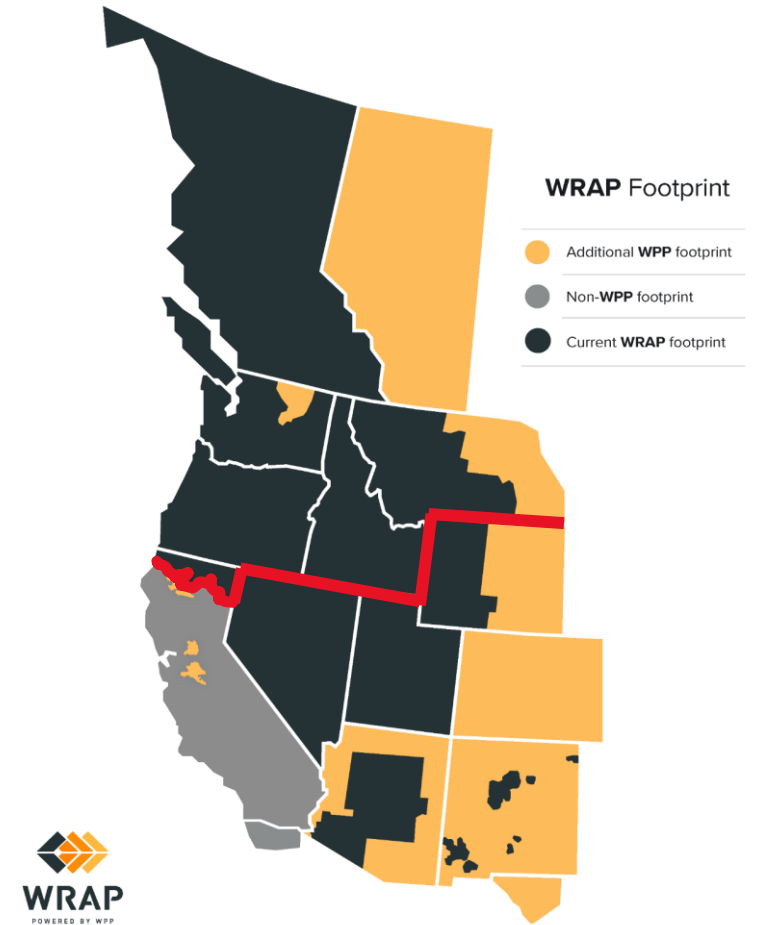 WRAP Footprint
Additional WPP footprint
Non-WPP footprint
Current WRAP footprint
WRAP
POWERED BY WPP